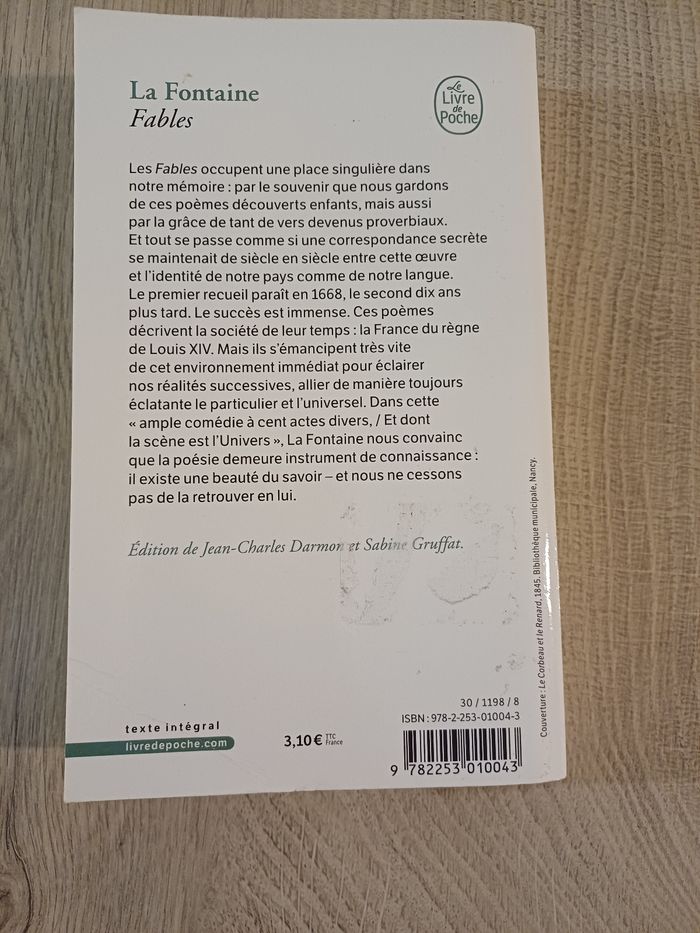 La Fontaine
Fables
Le
Livre
de
Poche
Les Fables occupent une place singulière dans
notre mémoire : par le souvenir que nous gardons
de ces poèmes découverts enfants, mais aussi
par la grâce de tant de vers devenus proverbiaux.
Et tout se passe comme si une correspondance secrète
se maintenait de siècle en siècle entre cette œuvre
et l'identité de notre pays comme de notre langue.
Le premier recueil paraît en 1668, le second dix ans
plus tard. Le succès est immense. Ces poèmes
décrivent la société de leur temps : la France du règne
de Louis XIV. Mais ils s'émancipent très vite
de cet environnement immédiat pour éclairer
nos réalités successives, allier de manière toujours
éclatante le particulier et l'universel. Dans cette
« ample comédie à cent actes divers, / Et dont
la scène est l'Univers », La Fontaine nous convainc
que la poésie demeure instrument de connaissance :
il existe une beauté du savoir – et nous ne cessons
pas de la retrouver en lui.
Édition de Jean-Charles Darmon et Sabine Gruffat.
Couverture : Le Corbeau et le Renard, 1845. Bibliothèque municipale, Nancy.
texte intégral
livredepoche.com
3,10 € TTC
France
30 / 1198 / 8
ISBN : 978-2-253-01004-3
9 782253 010043